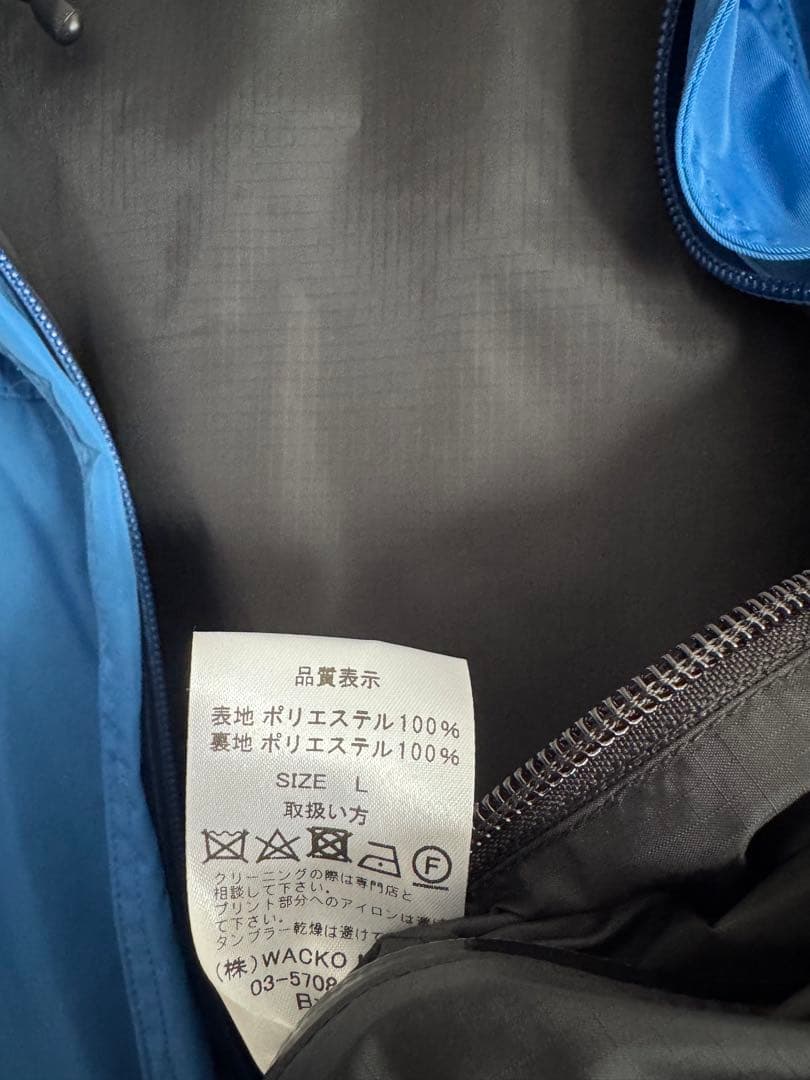 品質表示
表地 ポリエステル100%
裏地 ポリエステル100%
SIZE L
取扱い方
F
クリーニングの際は専門店と
相談して下さい。
プリント部分へのアイロンは避け
て下さい。
タンブラー乾燥は避けて
(株)WACKO
03-5708